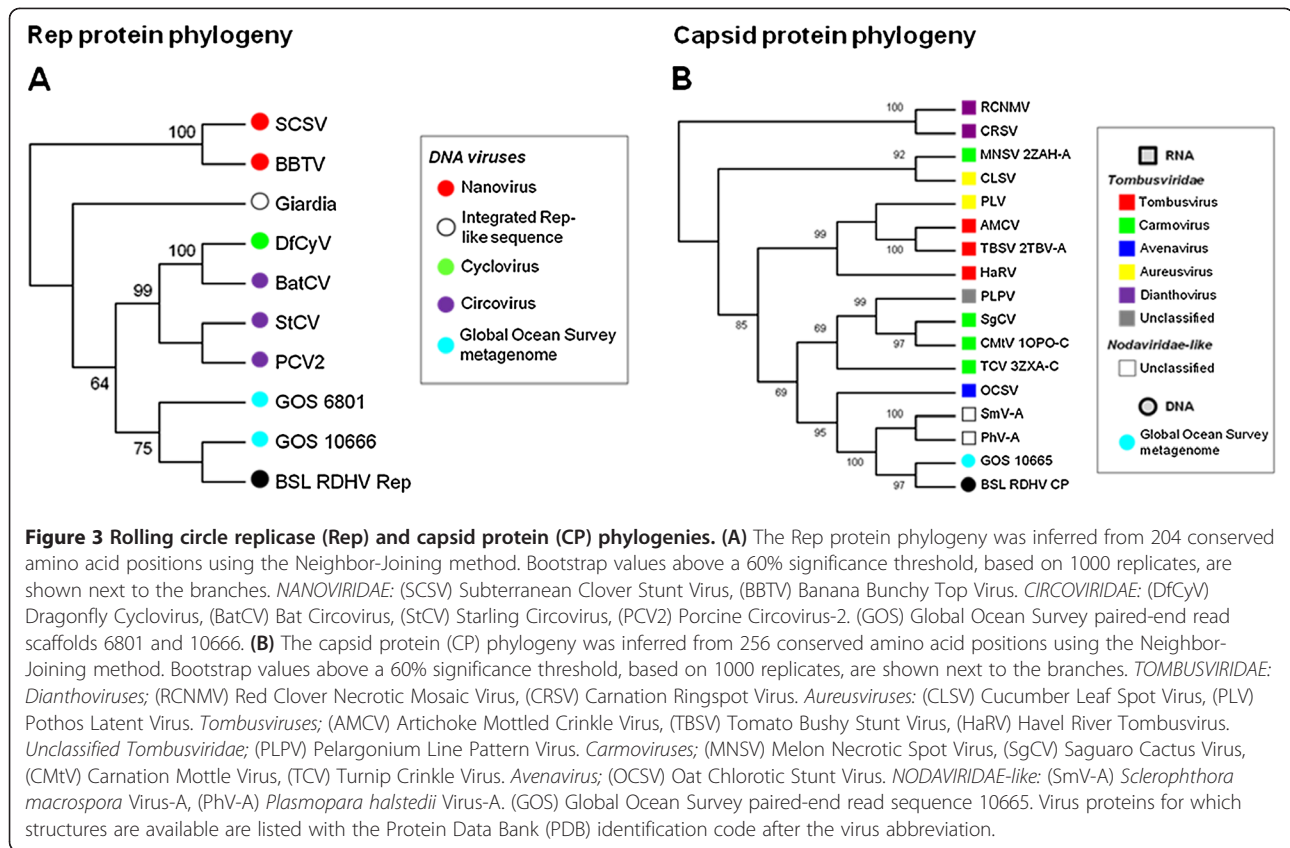 Rep protein phylogeny
A
SCSV
100
BBTV
Giardia
DfCyV
100
BatCV
99
StCV
PCV2
64
GOS 6801
GOS 10666
75
BSL RDHV Rep
DNA viruses
Nanovirus
Integrated Rep-
like sequence
Cyclovirus
Circovirus
Global Ocean Survey
metagenome
Capsid protein phylogeny
B
RCNMV
100
CRSV
MNSV 2ZAH-A
92
CLSV
PLV
AMCV
99
100
TBSV 2TBV-A
HaRV
PLPV
99
SgCV
69
97
CMtV 1OPO-C
85
TCV 3ZXA-C
OCSV
69
SmV-A
100
95
PhV-A
GOS 10665
100
97
BSL RDHV CP
RNA
Tombusviridae
Tombusvirus
Carmovirus
Avenavirus
Aureusvirus
Dianthovirus
Unclassified
Nodaviridae-like
Unclassified
DNA
Global Ocean Survey
metagenome
Figure 3 Rolling circle replicase (Rep) and capsid protein (CP) phylogenies. (A) The Rep protein phylogeny was inferred from 204 conserved
amino acid positions using the Neighbor-Joining method. Bootstrap values above a 60% significance threshold, based on 1000 replicates, are
shown next to the branches. NANOVIRIDAE: (SCSV) Subterranean Clover Stunt Virus, (BBTV) Banana Bunchy Top Virus. CIRCOVIRIDAE: (DfCyV)
Dragonfly Cyclovirus, (BatCV) Bat Circovirus, (StCV) Starling Circovirus, (PCV2) Porcine Circovirus-2. (GOS) Global Ocean Survey paired-end read
scaffolds 6801 and 10666. (B) The capsid protein (CP) phylogeny was inferred from 256 conserved amino acid positions using the Neighbor-
Joining method. Bootstrap values above a 60% significance threshold, based on 1000 replicates, are shown next to the branches. TOMBUSVIRIDAE:
Dianthoviruses; (RCNMV) Red Clover Necrotic Mosaic Virus, (CRSV) Carnation Ringspot Virus. Aureusviruses: (CLSV) Cucumber Leaf Spot Virus, (PLV)
Pothos Latent Virus. Tombusviruses; (AMCV) Artichoke Mottled Crinkle Virus, (TBSV) Tomato Bushy Stunt Virus, (HaRV) Havel River Tombusvirus.
Unclassified Tombusviridae; (PLPV) Pelargonium Line Pattern Virus. Carmoviruses; (MNSV) Melon Necrotic Spot Virus, (SgCV) Saguaro Cactus Virus,
(CMtV) Carnation Mottle Virus, (TCV) Turnip Crinkle Virus. Avenavirus; (OCSV) Oat Chlorotic Stunt Virus. NODAVIRIDAE-like: (SmV-A) Sclerophthora
macrospora Virus-A, (PhV-A) Plasmopara halstedii Virus-A. (GOS) Global Ocean Survey paired-end read sequence 10665. Virus proteins for which
structures are available are listed with the Protein Data Bank (PDB) identification code after the virus abbreviation.